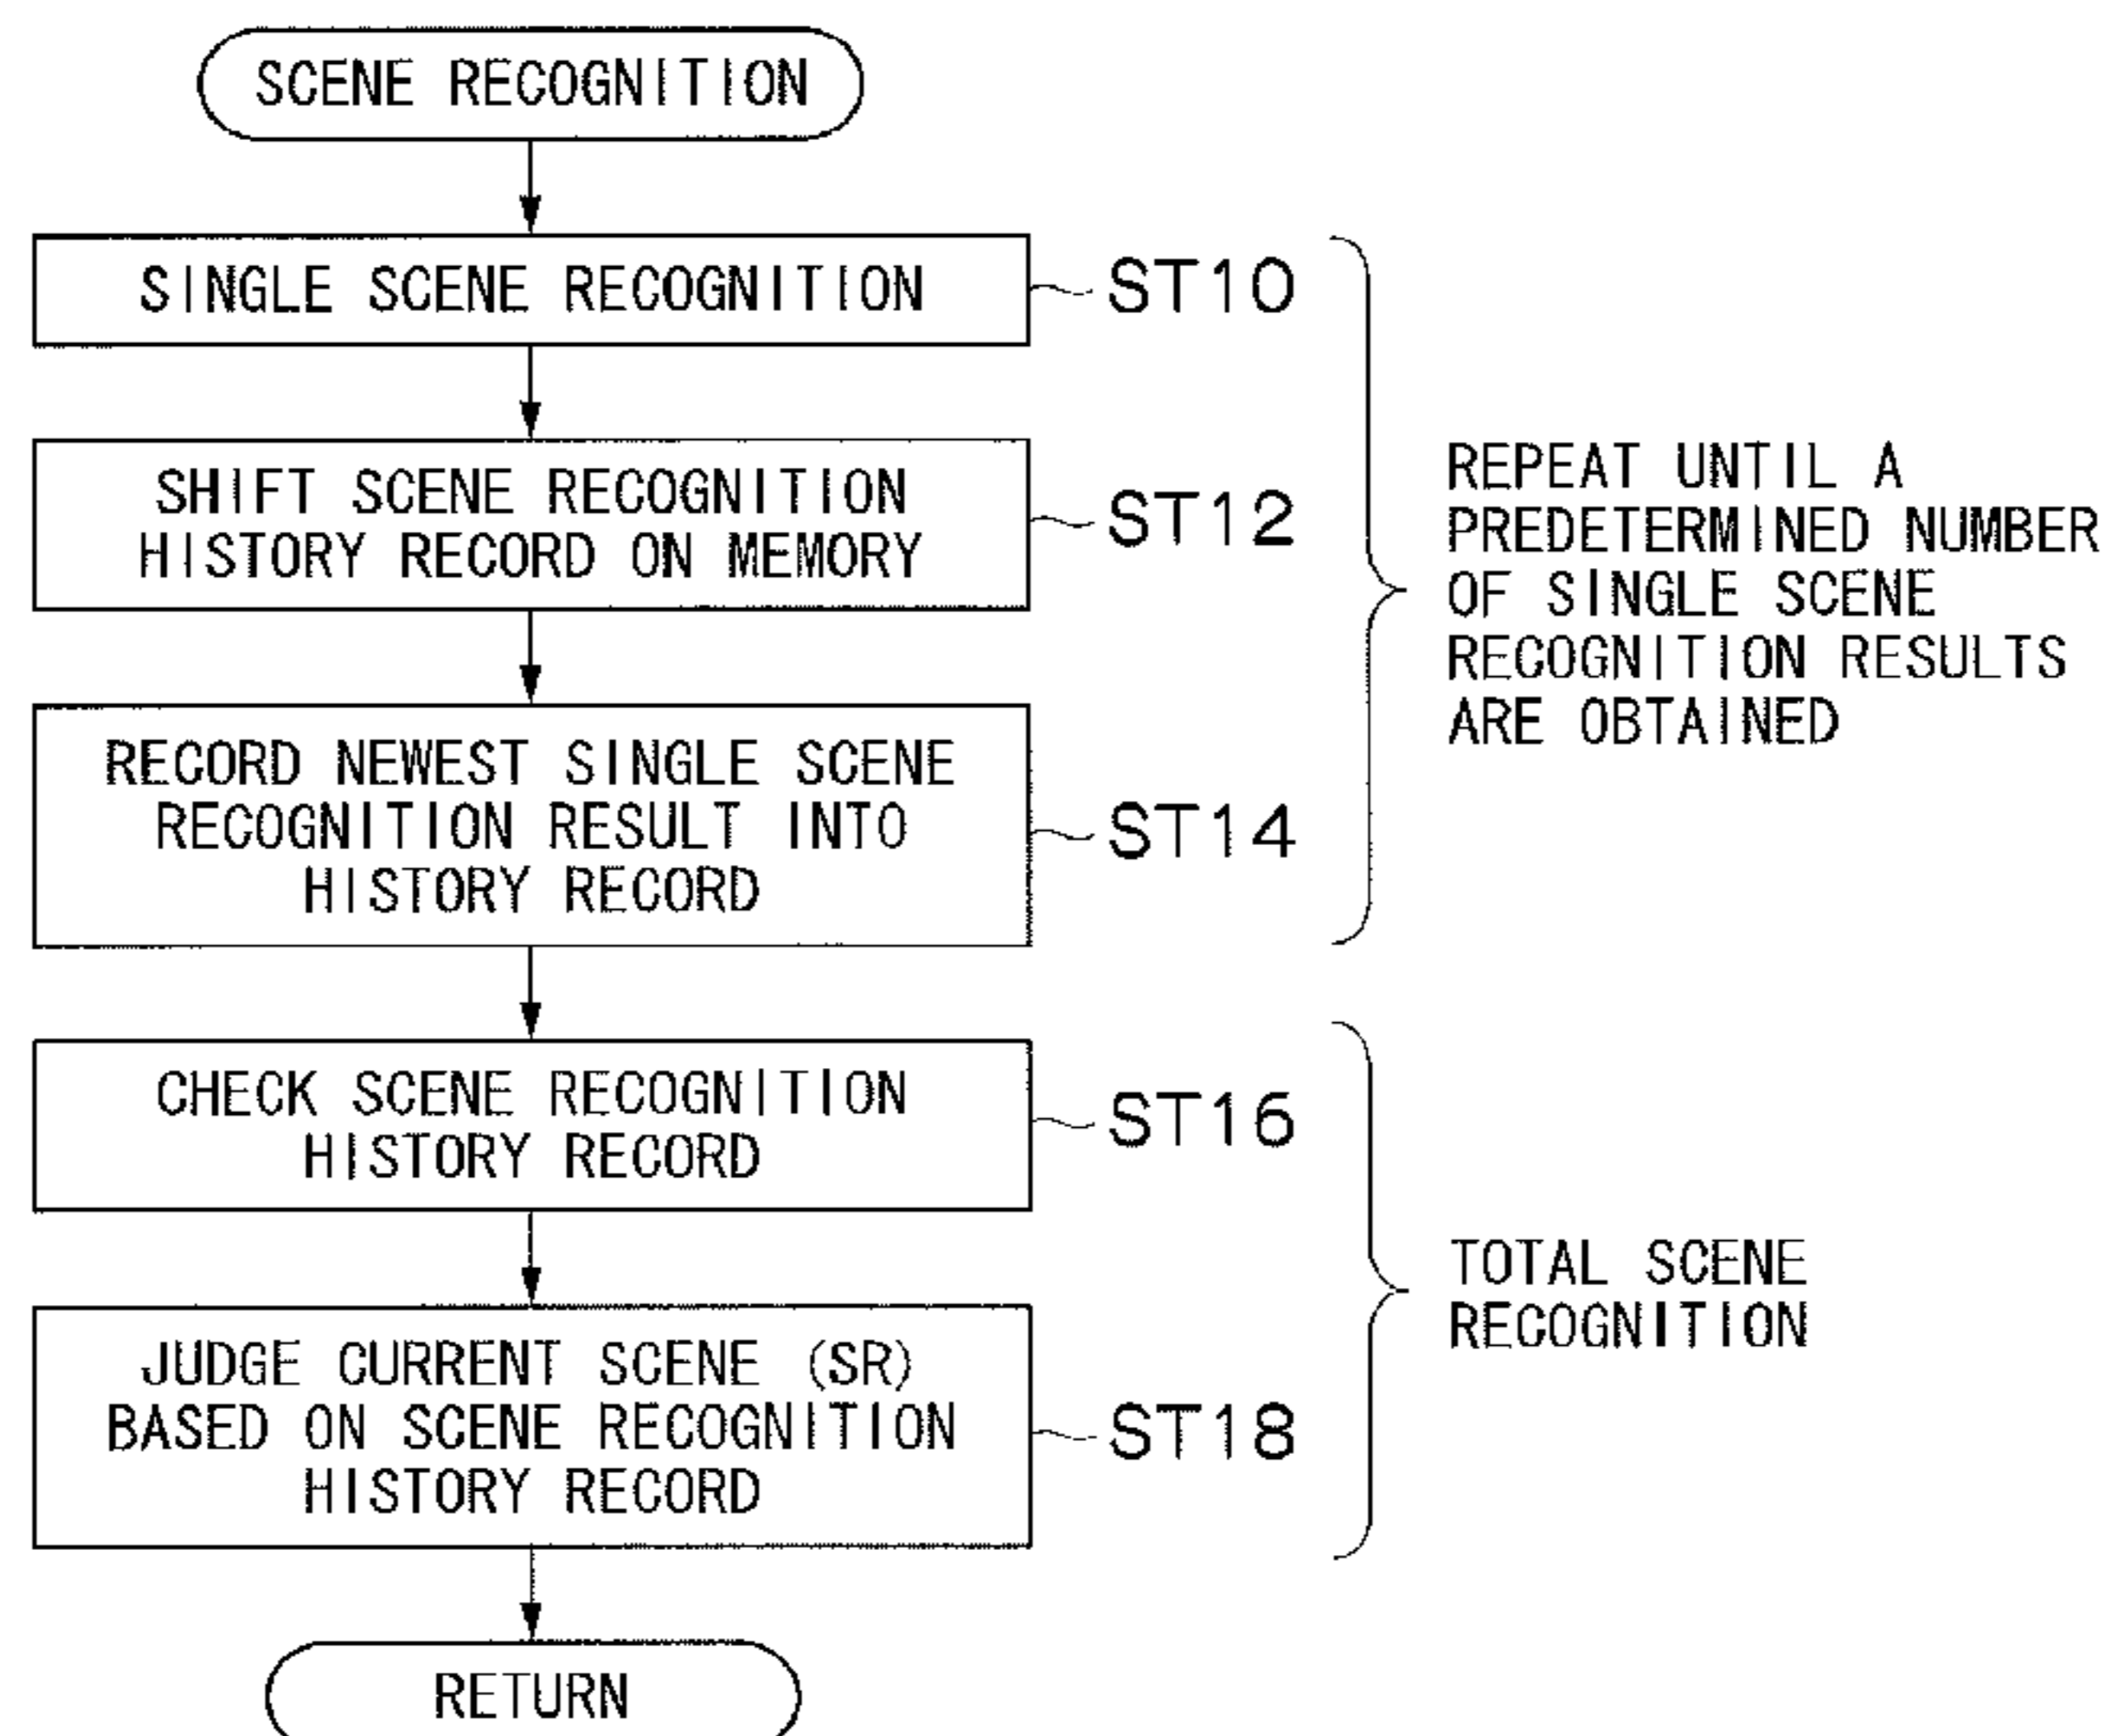 SCENE RECOGNITION
SINGLE SCENE RECOGNITION
ST10
SHIFT SCENE RECOGNITION
HISTORY RECORD ON MEMORY
ST12
RECORD NEWEST SINGLE SCENE
RECOGNITION RESULT INTO
HISTORY RECORD
ST14
REPEAT UNTIL A
PREDETERMINED NUMBER
OF SINGLE SCENE
RECOGNITION RESULTS
ARE OBTAINED
CHECK SCENE RECOGNITION
HISTORY RECORD
ST16
JUDGE CURRENT SCENE (SR)
BASED ON SCENE RECOGNITION
HISTORY RECORD
ST18
TOTAL SCENE
RECOGNITION
RETURN